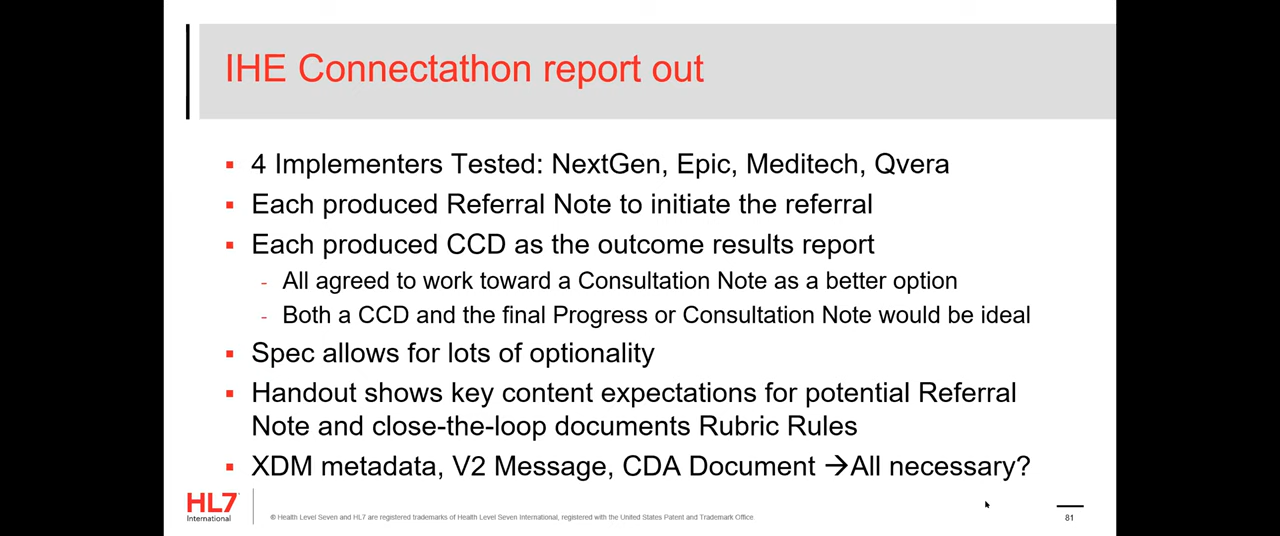 IHE Connectathon report out
▪ 4 Implementers Tested: NextGen, Epic, Meditech, Qvera
▪ Each produced Referral Note to initiate the referral
▪ Each produced CCD as the outcome results report
- All agreed to work toward a Consultation Note as a better option
- Both a CCD and the final Progress or Consultation Note would be ideal
▪ Spec allows for lots of optionality
▪ Handout shows key content expectations for potential Referral
Note and close-the-loop documents Rubric Rules
▪ XDM metadata, V2 Message, CDA Document →All necessary?
HL7
International
® Health Level Seven and HL7 are registered trademarks of Health Level Seven International, registered with the United States Patent and Trademark Office
81